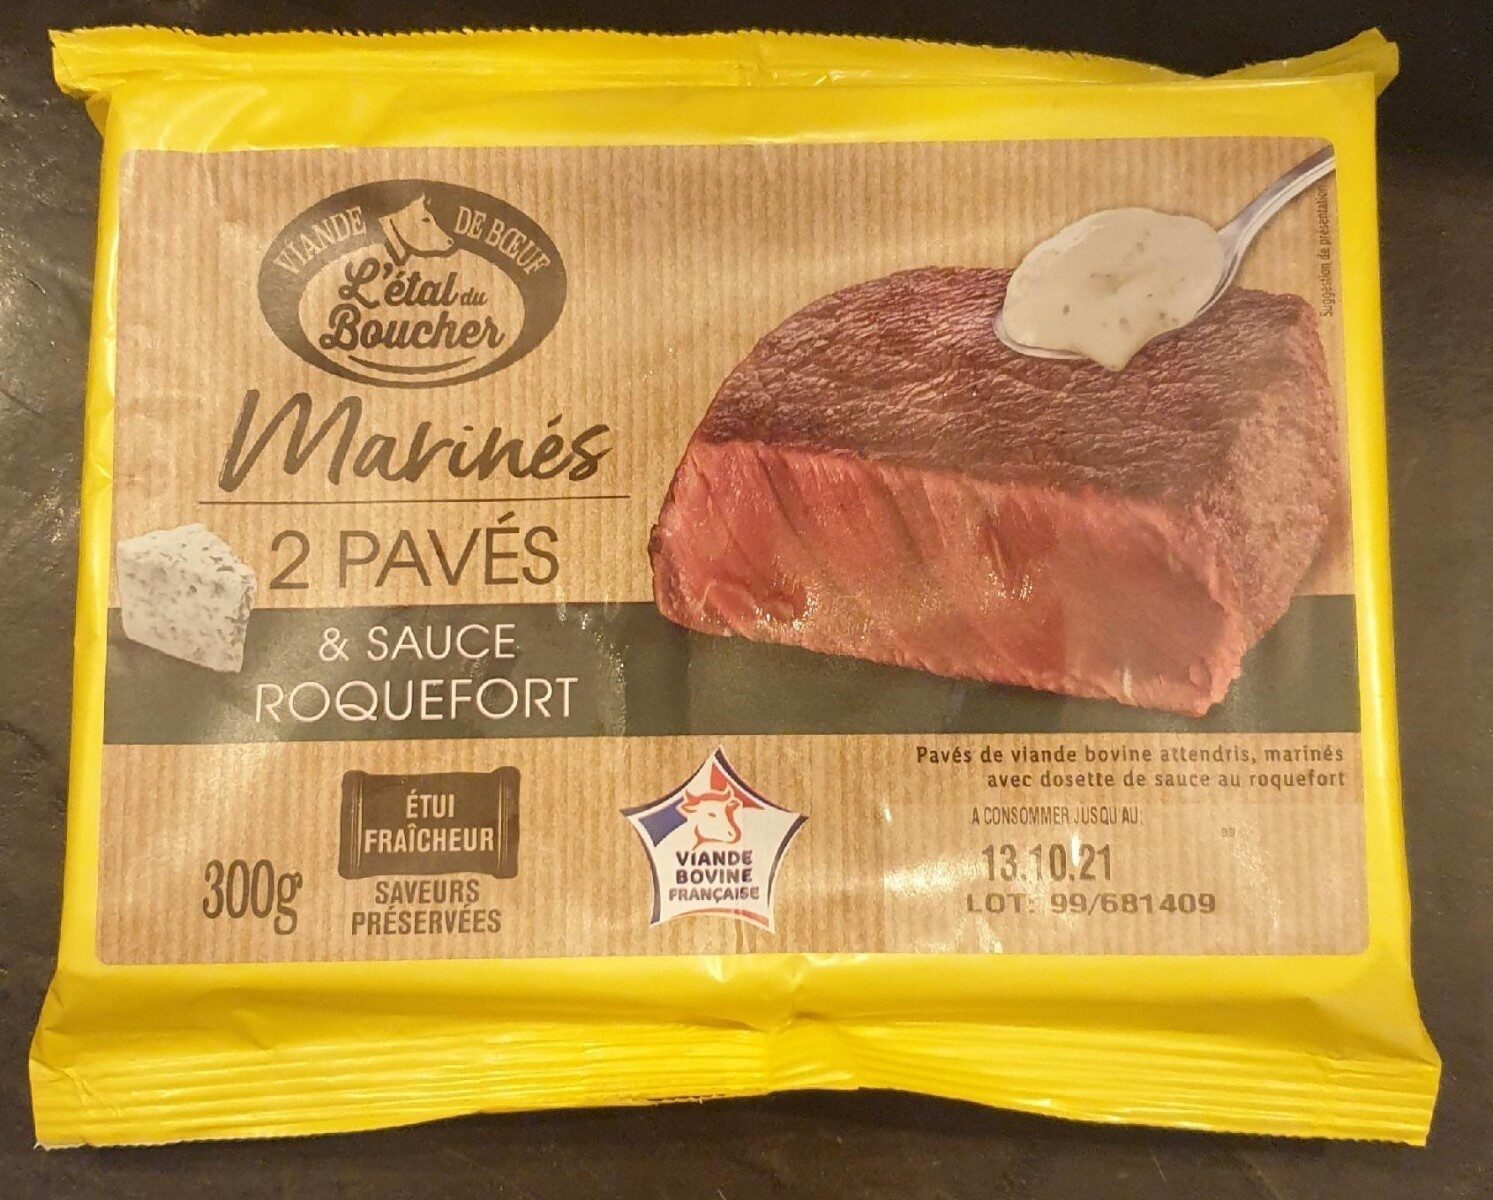 VIANDE DE BŒUF
L'étal du
Boucher
Marinés
2 PAVÉS
& SAUCE
ROQUEFORT
Suggestion de présentation
Pavés de viande bovine attendris, marinés
avec dosette de sauce au roquefort
A CONSOMMER JUSQU'AU:
13.10.21
LOT: 99/681409
ÉTUI
FRAÎCHEUR
SAVEURS
PRÉSERVÉES
300g
VIANDE
BOVINE
FRANÇAISE